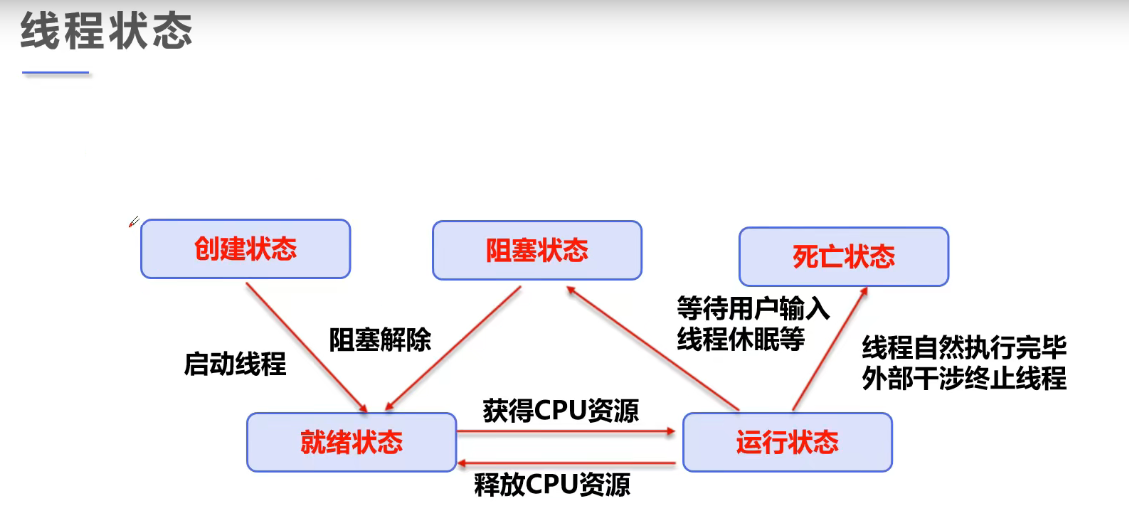 线程状态
创建状态
阻塞状态
死亡状态
等待用户输入
线程休眠等
启动线程
阻塞解除
线程自然执行完毕
外部干涉终止线程
获得CPU资源
就绪状态
运行状态
释放CPU资源